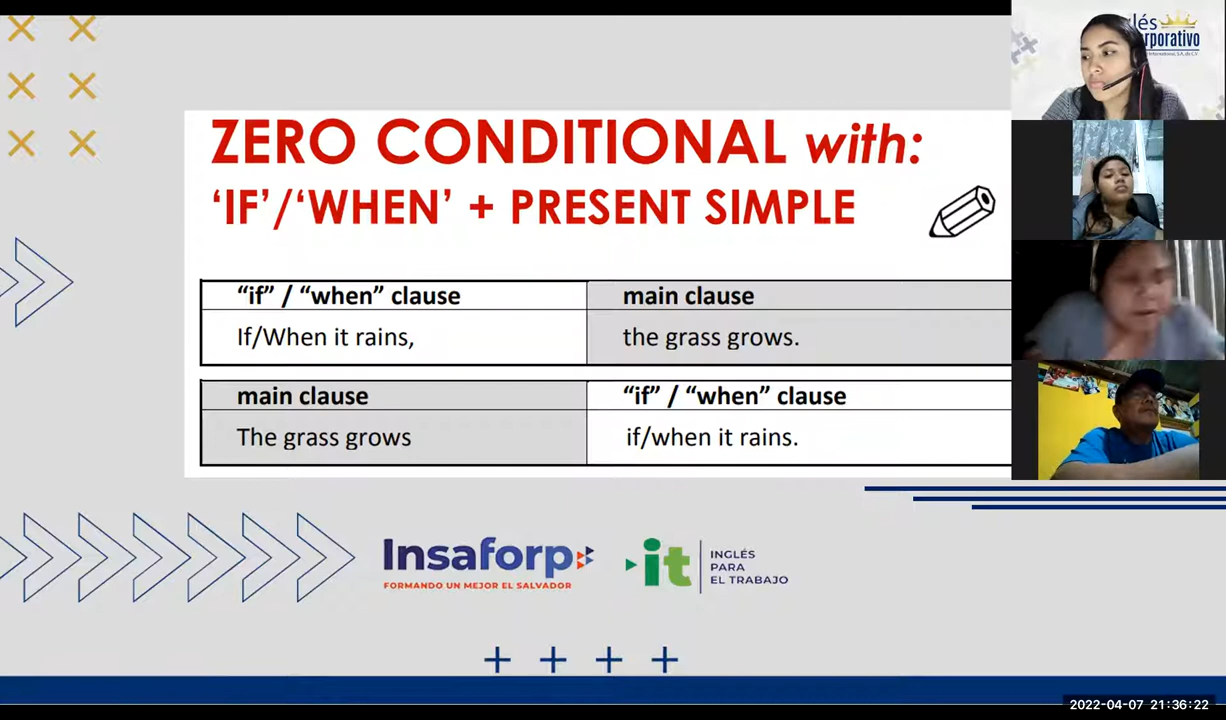 ZERO CONDITIONAL with:
‘IF’/‘WHEN’ + PRESENT SIMPLE
“if” / “when” clause main clause
If/When it rains, the grass grows.
main clause “if” / “when” clause
The grass grows if/when it rains.
Insaforp
FORMANDO UN MEJOR EL SALVADOR
it
INGLÉS
PARA
EL TRABAJO
lés
rporativo
2022-04-07 21:36:22